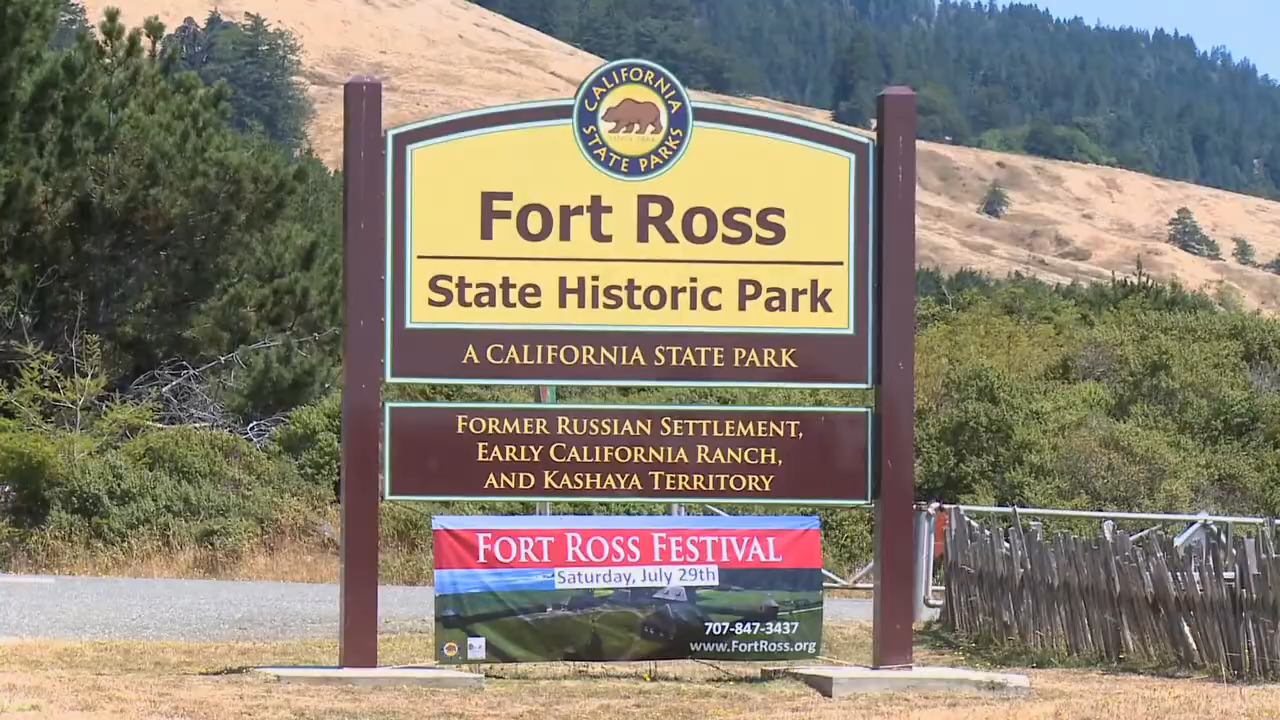 CALIFORNIA
STATE PARKS
Fort Ross
State Historic Park
A CALIFORNIA STATE PARK
FORMER RUSSIAN SETTLEMENT,
EARLY CALIFORNIA RANCH,
AND KASHAYA TERRITORY
FORT ROSS FESTIVAL
Saturday, July 29th
707-847-3437
www.FortRoss.org